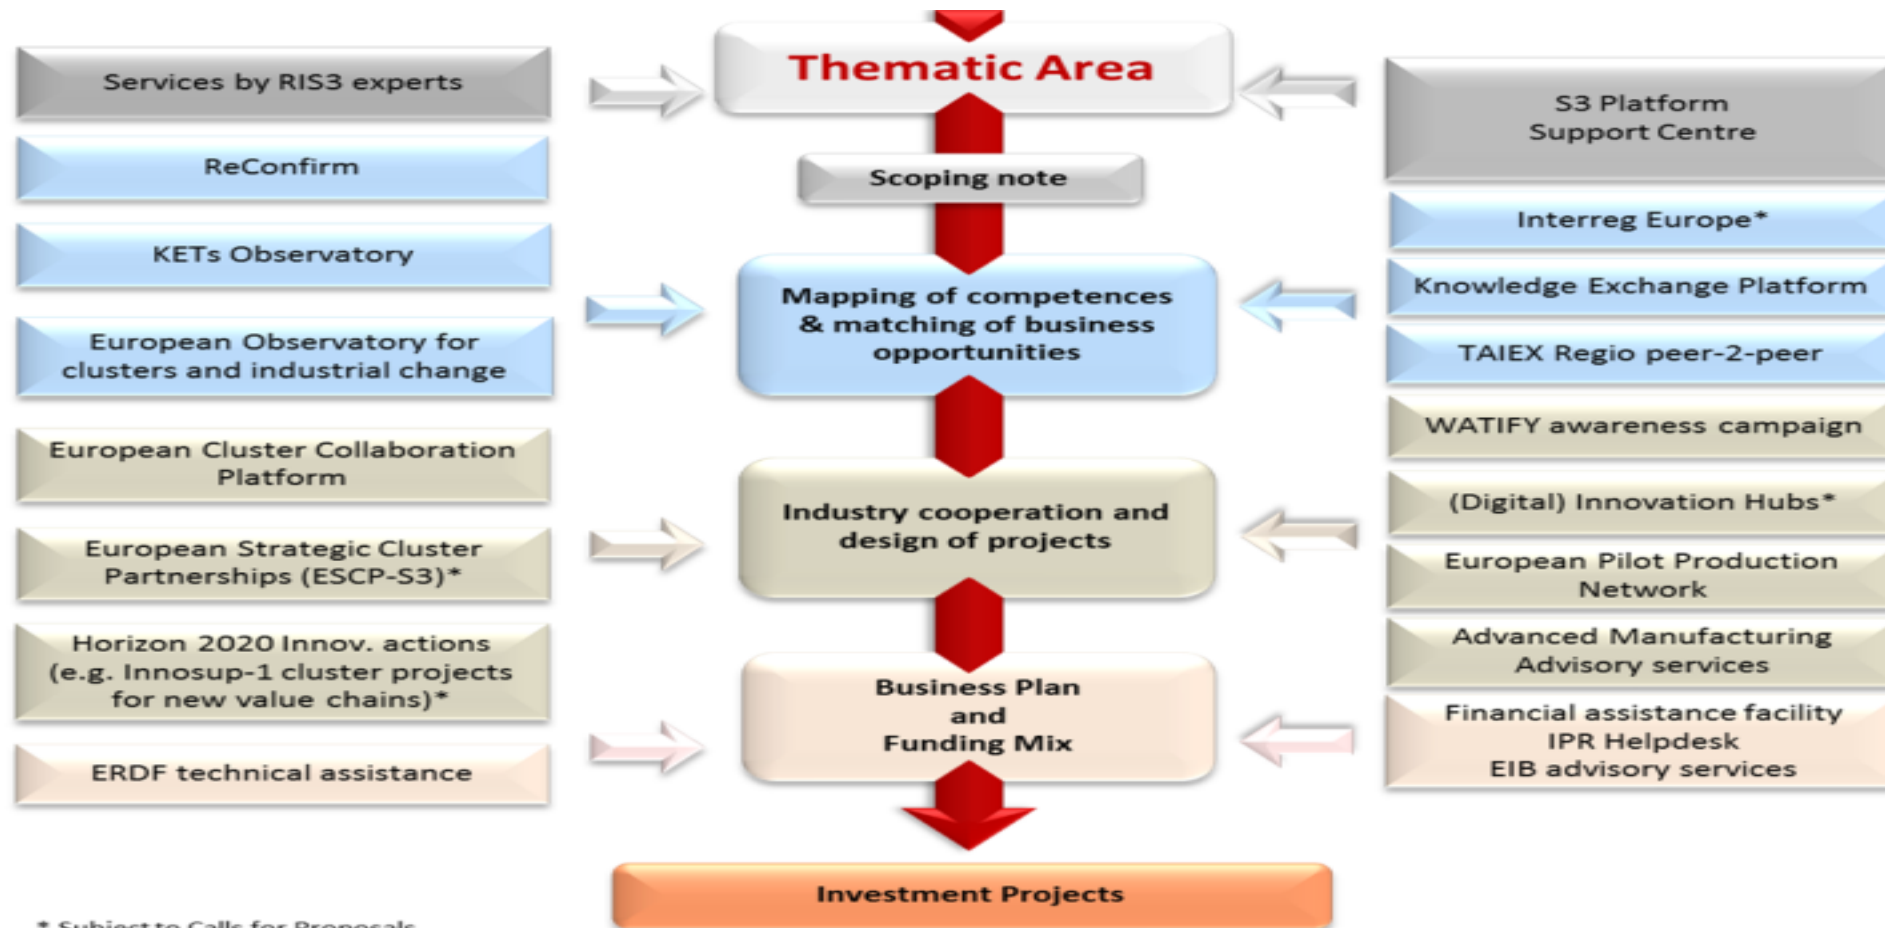 Services by RIS3 experts
ReConfirm
KETs Observatory
European Observatory for
clusters and industrial change
European Cluster Collaboration
Platform
European Strategic Cluster
Partnerships (ESCP-S3)*
Horizon 2020 Innov. actions
(e.g. Innosup-1 cluster projects
for new value chains)*
ERDF technical assistance
Thematic Area
Scoping note
Mapping of competences
& matching of business
opportunities
Industry cooperation and
design of projects
Business Plan
and
Funding Mix
Investment Projects
S3 Platform
Support Centre
Interreg Europe*
Knowledge Exchange Platform
TAIEX Regio peer-2-peer
WATIFY awareness campaign
(Digital) Innovation Hubs*
European Pilot Production
Network
Advanced Manufacturing
Advisory services
Financial assistance facility
IPR Helpdesk
EIB advisory services
* Subject to Calls for Proposals